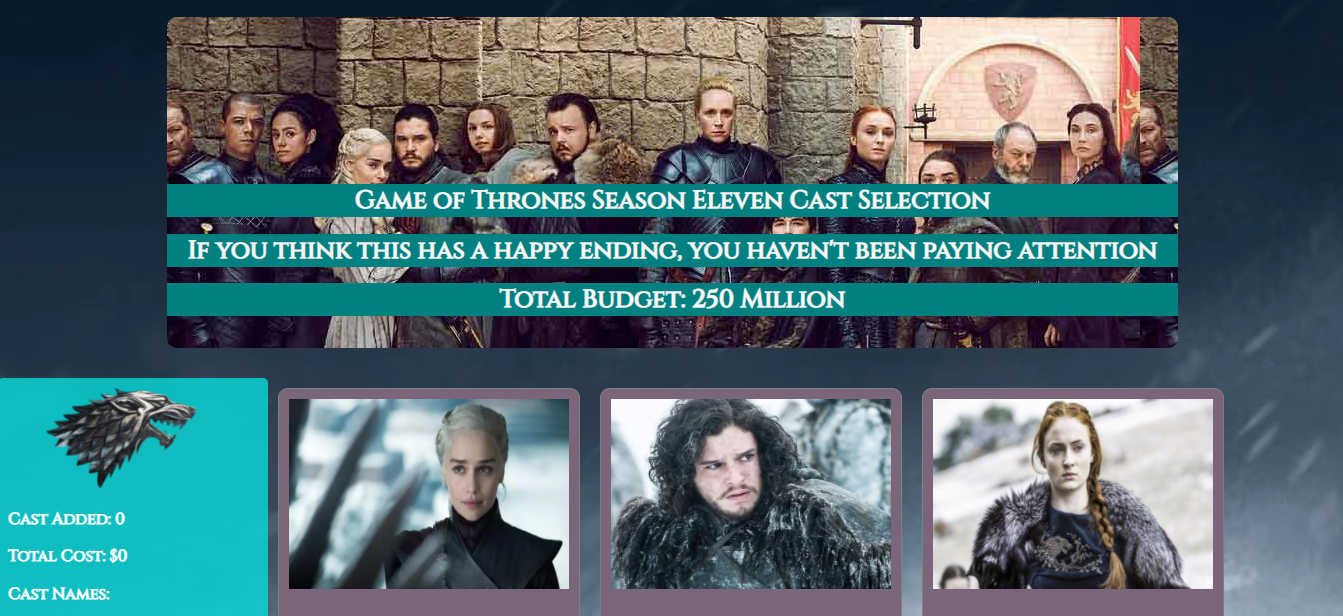 Game of Thrones Season Eleven Cast Selection
If you think this has a happy ending, you haven't been paying attention
Total Budget: 250 Million
Cast Added: 0
Total Cost: $0
Cast Names: